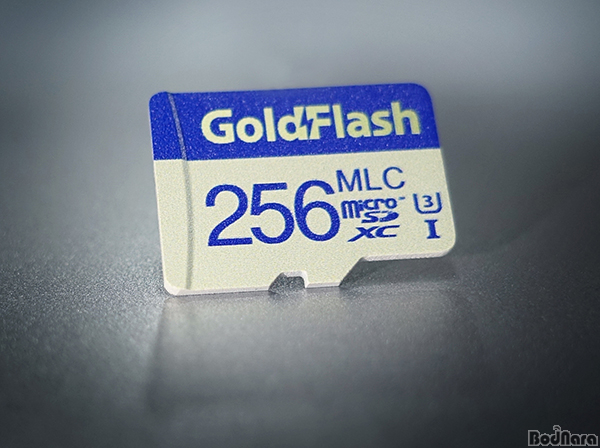 GoldFlash
256 MLC
micro
SD
XC
3
I
BodNara